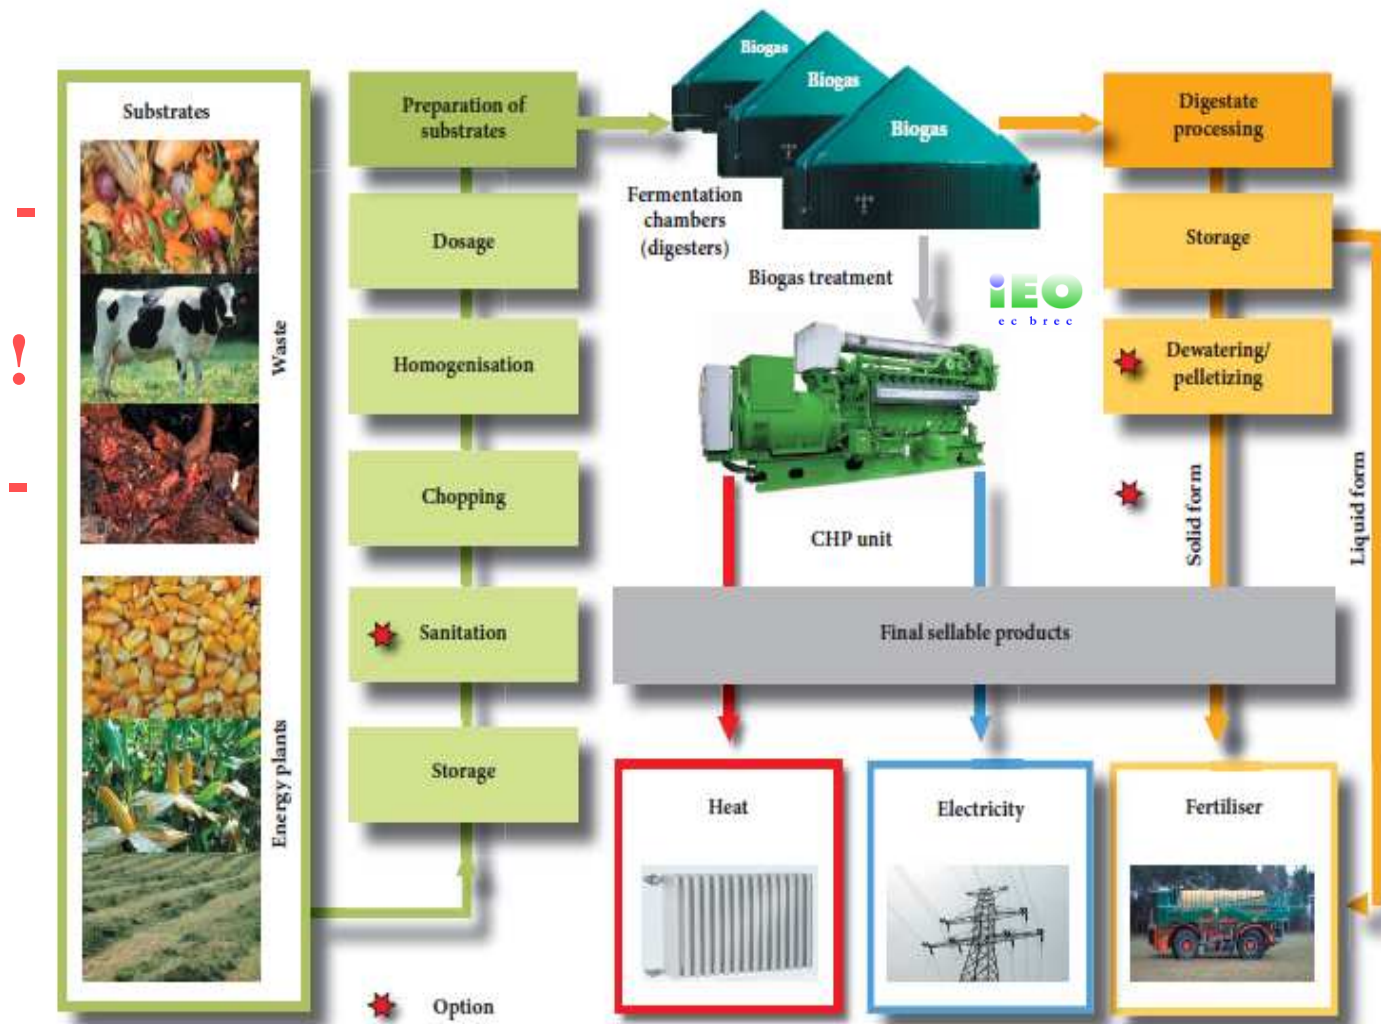 Substrates
Waste
Energy plants
-
!
-
Preparation of
substrates
Dosage
Homogenisation
Chopping
Sanitation
Storage
Option
Biogas
Biogas
Biogas
Fermentation
chambers
(digesters)
Biogas treatment
iEO
ec brec
CHP unit
Digestate
processing
Storage
Dewatering/
pelletizing
Solid form
Liquid form
Final sellable products
Heat
Electricity
Fertiliser